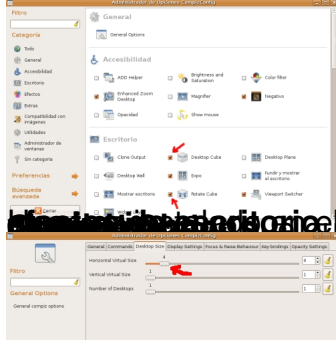 Administrador de Opciones CompizConfig
Filtro
Categoría
Todo
General
Accesibilidad
Escritorio
Efectos
Extras
Compatibilidad con imágenes
Utilidades
Administrador de ventanas
Sin categoría
Preferencias
Búsqueda avanzada
Cerrar
General
General Options
Accesibilidad
ADD Helper
Brightness and Saturation
Color filter
Enhanced Zoom Desktop
Magnifier
Negativo
Opacidad
Show mouse
Escritorio
Clone Output
Desktop Cube
Desktop Plane
Desktop Wall
Expo
Fundir y mostrar el escritorio
Mostrar escritorio
Rotate Cube
Viewport Switcher
Administrador de Opciones CompizConfig
Filtro
General Options
General compiz options
General
Commands
Desktop Size
Display Settings
Focus & Raise Behaviour
Key bindings
Opacity Settings
Horizontal Virtual Size
4
4
Vertical Virtual Size
1
1
Number of Desktops
1
1